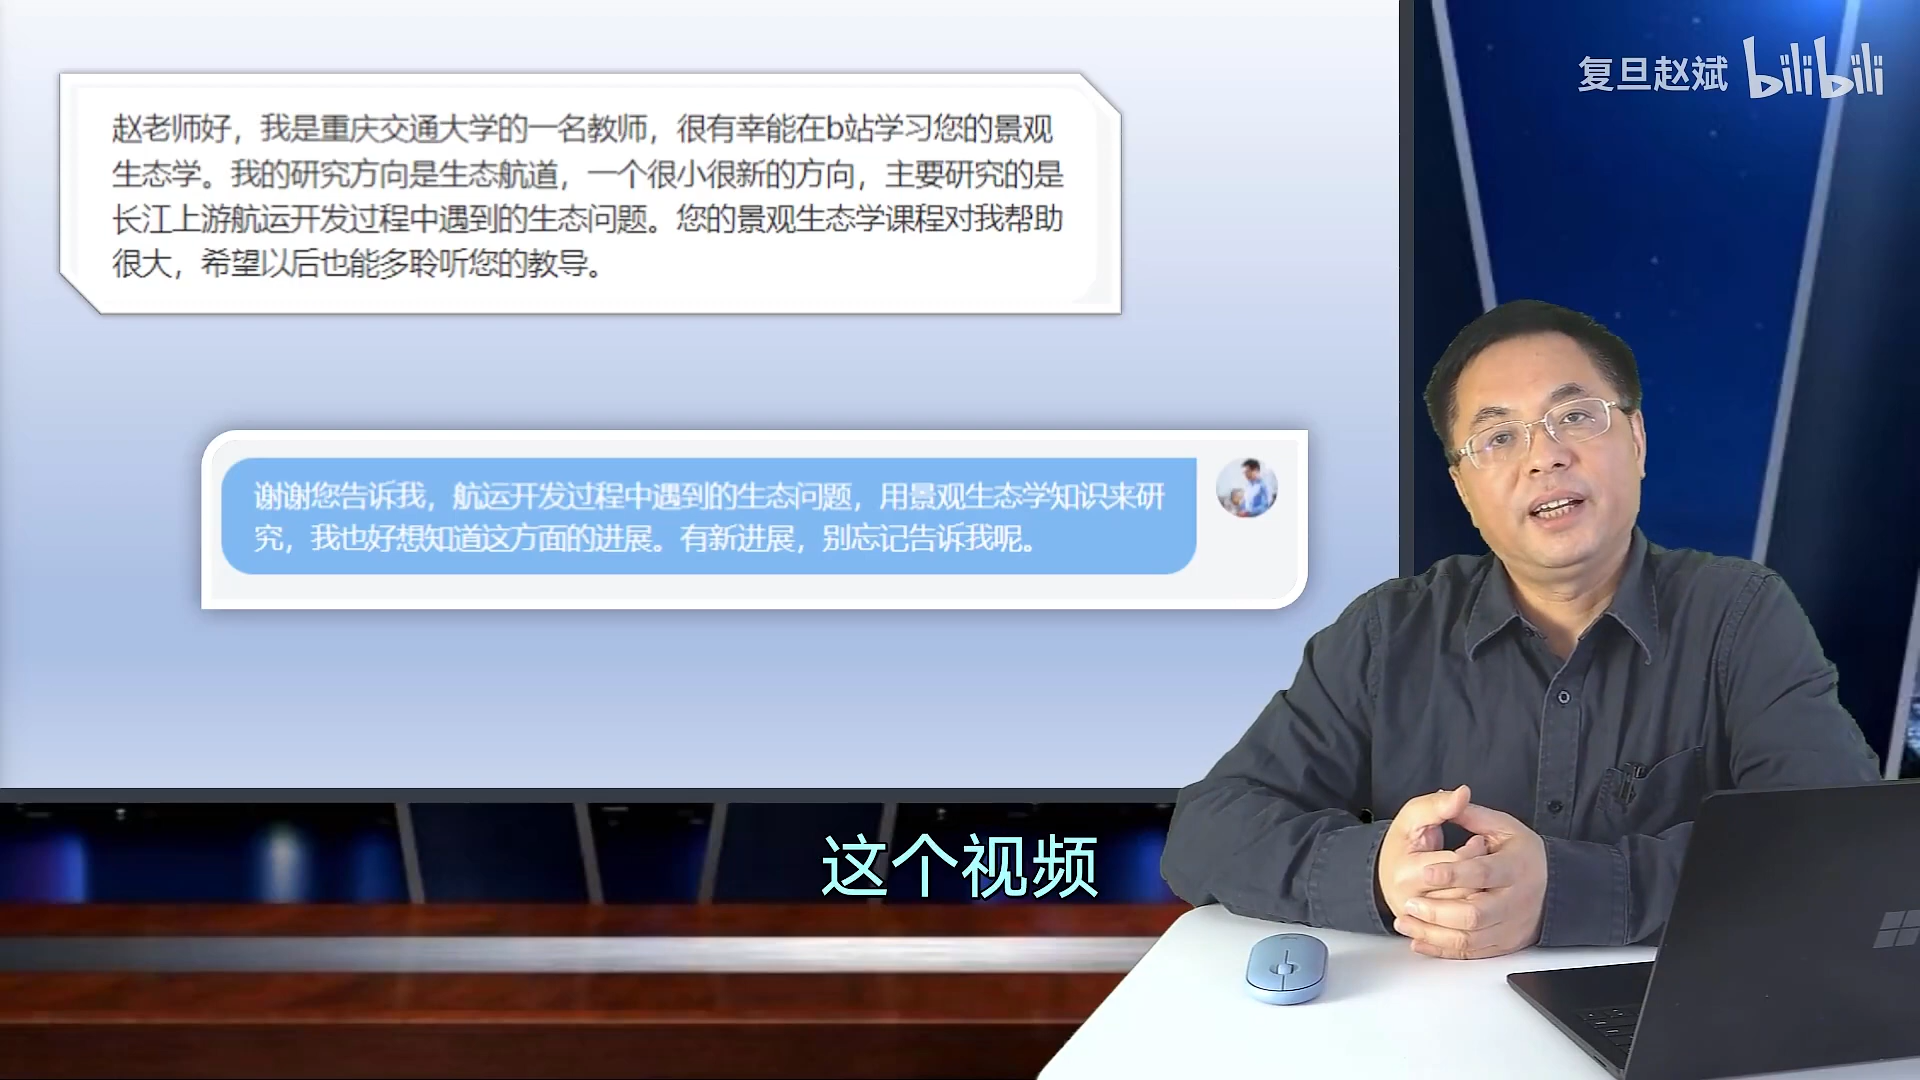 复旦赵斌 bilibili
赵老师好，我是重庆交通大学的一名教师，很有幸能在b站学习您的景观
生态学。我的研究方向是生态航道，一个很小很新的方向，主要研究的是
长江上游航运开发过程中遇到的生态问题。您的景观生态学课程对我帮助
很大，希望以后也能多聆听您的教导。
谢谢您告诉我，航运开发过程中遇到的生态问题，用景观生态学知识来研
究，我也好想知道这方面的进展。有新进展，别忘记告诉我呢。
这个视频